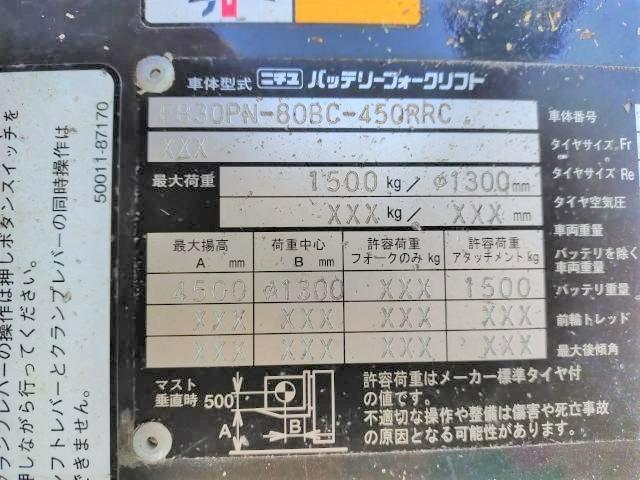 車体型式 ニチユ バッテリーフォークリフト
FB30PN-80BC-450RRC
XXX
最大荷重 1500 kg / φ1300 mm
XXX kg / XXX mm
車体番号
タイヤサイズ Fr
タイヤサイズ Re
タイヤ空気圧
車両重量
バッテリを除く
車両重量
バッテリ重量
前輪トレッド
最大後傾角
最大揚高 荷重中心 許容荷重 許容荷重
A mm B mm フォークのみ kg アタッチメント kg
4500 φ1300 XXX 1500
XXX XXX XXX XXX
XXX XXX XXX XXX
マスト
垂直時 500
A B
許容荷重はメーカー標準タイヤ付
の値です。
不適切な操作や整備は傷害や死亡事故
の原因となる可能性があります。
50011-87170
フトレバーとクランプレバーの同時操作は
できません。
ランプレバーの操作は押しボタンスイッチを
押しながら行ってください。